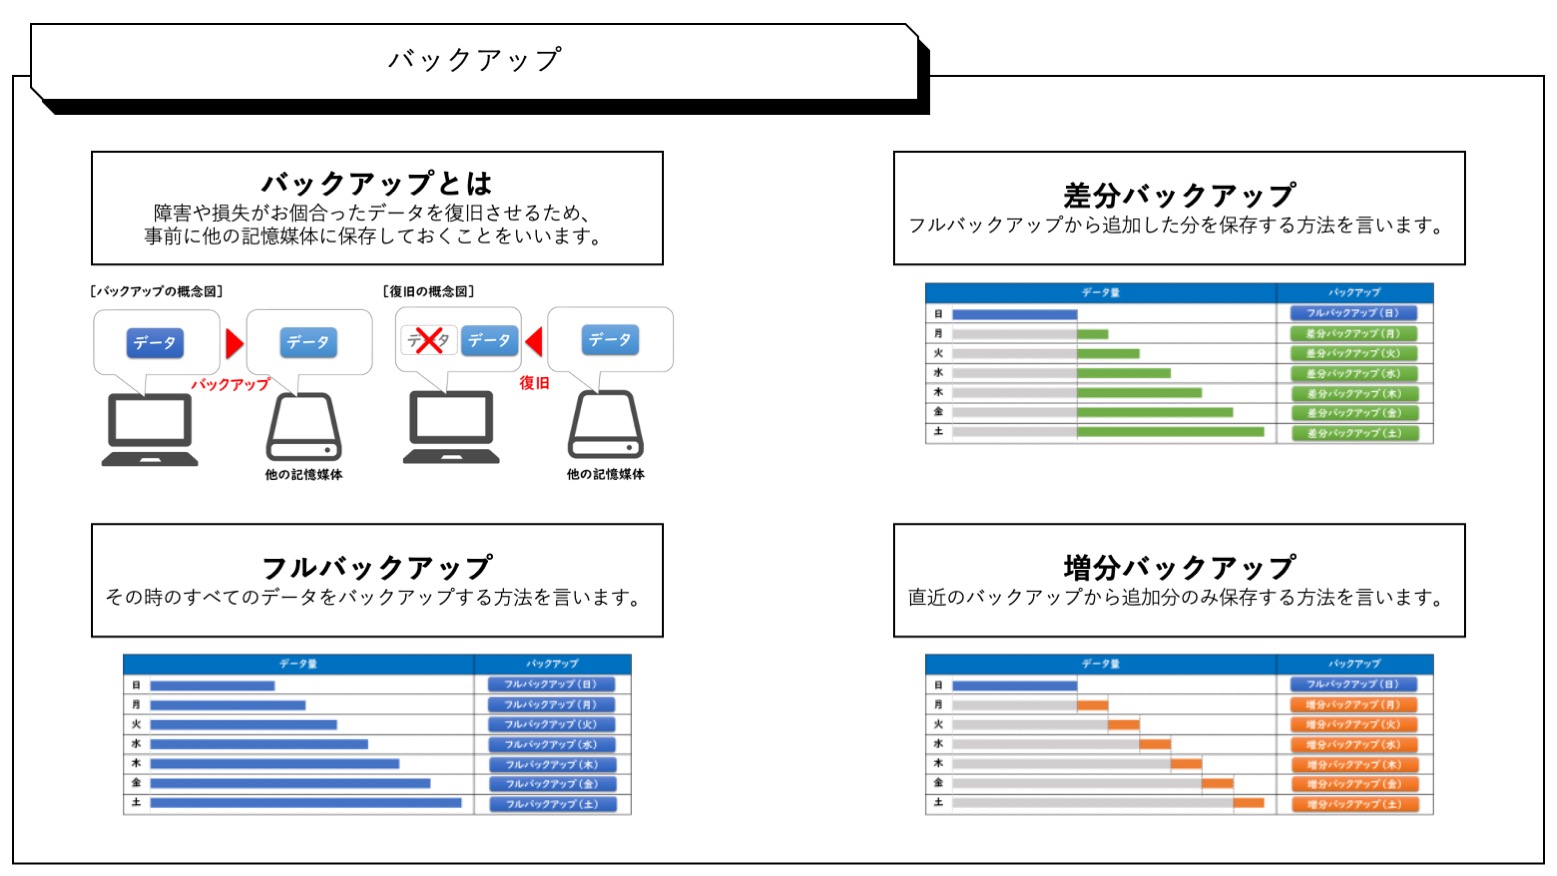 バックアップ
バックアップとは
障害や損失がお個合ったデータを復旧させるため、
事前に他の記憶媒体に保存しておくことをいいます。
[バックアップの概念図]
データ
データ
バックアップ
他の記憶媒体
[復旧の概念図]
データ
データ
データ
復旧
他の記憶媒体
差分バックアップ
フルバックアップから追加した分を保存する方法を言います。
データ量 バックアップ
日 フルバックアップ(日)
月 差分バックアップ(月)
火 差分バックアップ(火)
水 差分バックアップ(水)
木 差分バックアップ(木)
金 差分バックアップ(金)
土 差分バックアップ(土)
フルバックアップ
その時のすべてのデータをバックアップする方法を言います。
データ量 バックアップ
日 フルバックアップ(日)
月 フルバックアップ(月)
火 フルバックアップ(火)
水 フルバックアップ(水)
木 フルバックアップ(木)
金 フルバックアップ(金)
土 フルバックアップ(土)
増分バックアップ
直近のバックアップから追加分のみ保存する方法を言います。
データ量 バックアップ
日 フルバックアップ(日)
月 増分バックアップ(月)
火 増分バックアップ(火)
水 増分バックアップ(水)
木 増分バックアップ(木)
金 増分バックアップ(金)
土 増分バックアップ(土)